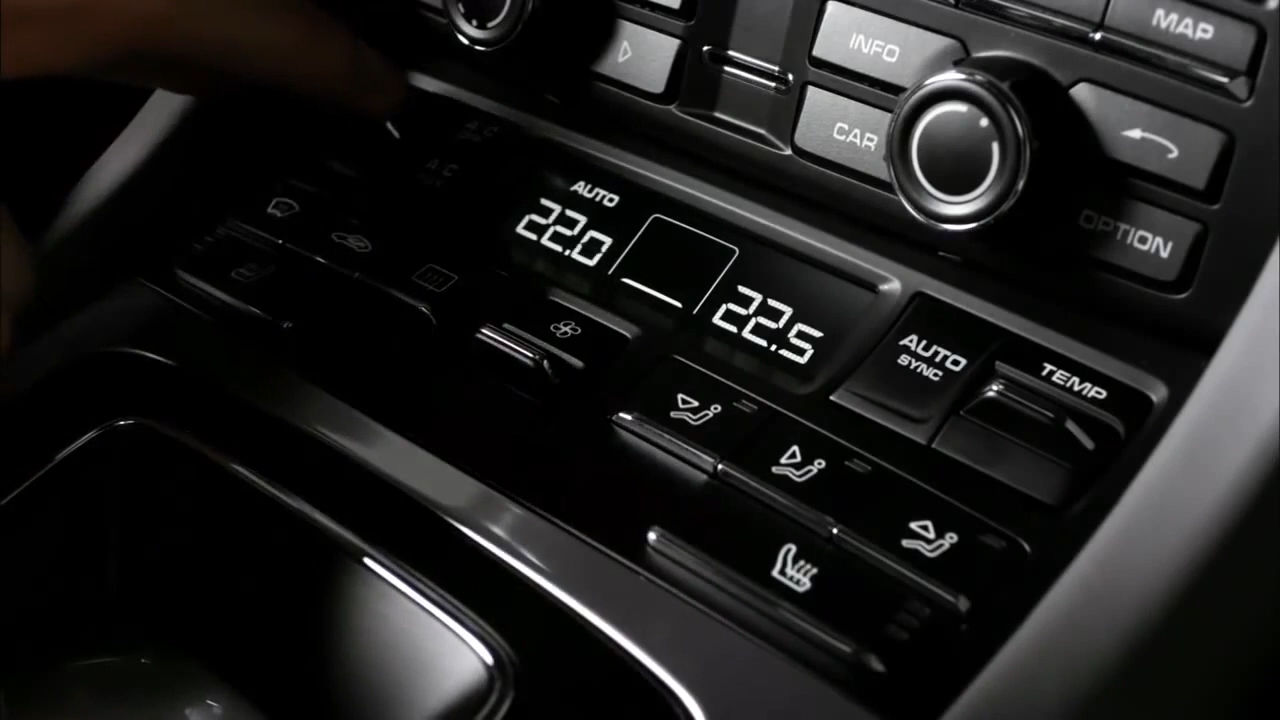 MAP
INFO
CAR
OPTION
A/C
A/C
AUTO
22.0
22.5
AUTO
SYNC
TEMP